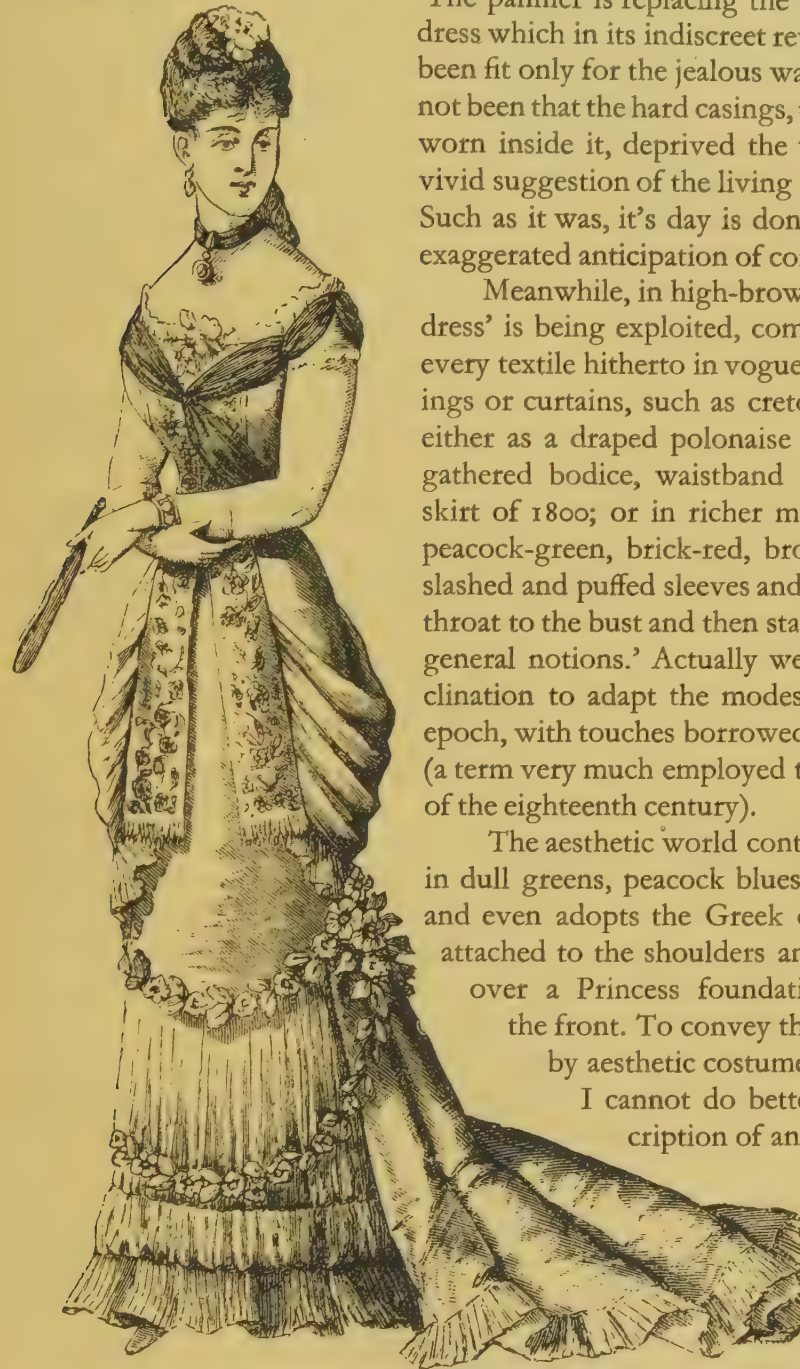 dress which in its indiscreet re
been fit only for the jealous wa
not been that the hard casings,
worn inside it, deprived the
vivid suggestion of the living
Such as it was, it's day is don
exaggerated anticipation of co
Meanwhile, in high-brow
dress' is being exploited, com
every textile hitherto in vogue
ings or curtains, such as cret
either as a draped polonaise
gathered bodice, waistband
skirt of 1800; or in richer m
peacock-green, brick-red, bro
slashed and puffed sleeves and
throat to the bust and then sta
general notions.' Actually we
clination to adapt the modes
epoch, with touches borrowed
(a term very much employed t
of the eighteenth century).
The aesthetic world cont
in dull greens, peacock blues
and even adopts the Greek
attached to the shoulders ar
over a Princess foundati
the front. To convey th
by aesthetic costume
I cannot do bett
cription of an